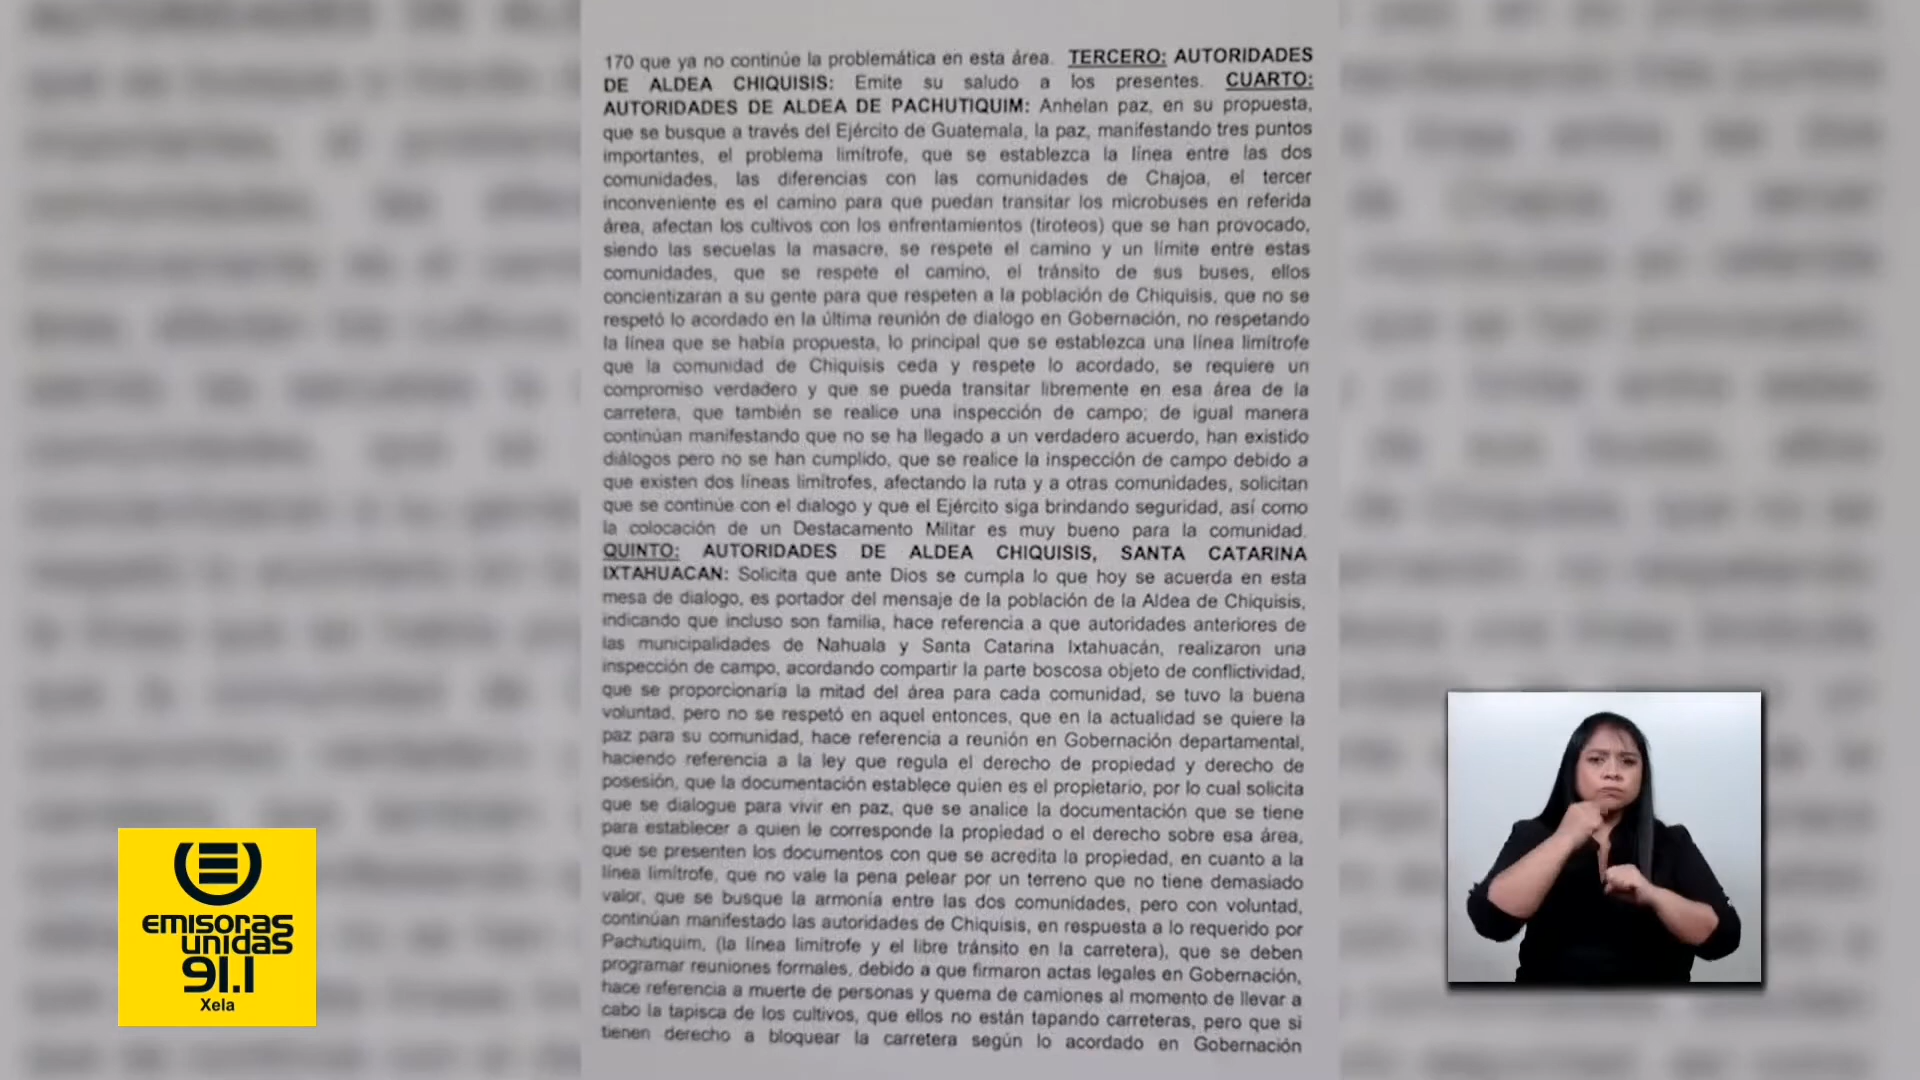 170 que ya no continúe la problemática en esta área. TERCERO: AUTORIDADES
DE ALDEA CHIQUISIS: Emite su saludo a los presentes. CUARTO:
AUTORIDADES DE ALDEA DE PACHUTIQUIM: Anhelan paz, en su propuesta,
que se busque a través del Ejército de Guatemala, la paz, manifestando tres puntos
importantes, el problema limítrofe, que se establezca la línea entre las dos
comunidades, las diferencias con las comunidades de Chajoa, el tercer
inconveniente es el camino para que puedan transitar los microbuses en referida
área, afectan los cultivos con los enfrentamientos (tiroteos) que se han provocado,
siendo las secuelas la masacre, se respete el camino y un límite entre estas
comunidades, que se respete el camino, el tránsito de sus buses, ellos
concientizaran a su gente para que respeten a la población de Chiquisis, que no se
respetó lo acordado en la última reunión de dialogo en Gobernación, no respetando
la línea que se había propuesta, lo principal que se establezca una línea limítrofe
que la comunidad de Chiquisis ceda y respete lo acordado, se requiere un
compromiso verdadero y que se pueda transitar libremente en esa área de la
carretera, que también se realice una inspección de campo; de igual manera
continúan manifestando que no se ha llegado a un verdadero acuerdo, han existido
diálogos pero no se han cumplido, que se realice la inspección de campo debido a
que existen dos líneas limítrofes, afectando la ruta y a otras comunidades, solicitan
que se continúe con el dialogo y que el Ejército siga brindando seguridad, así como
la colocación de un Destacamento Militar es muy bueno para la comunidad.
QUINTO: AUTORIDADES DE ALDEA CHIQUISIS, SANTA CATARINA
IXTAHUACAN: Solicita que ante Dios se cumpla lo que hoy se acuerda en esta
mesa de dialogo, es portador del mensaje de la población de la Aldea de Chiquisis,
indicando que incluso son familia, hace referencia a que autoridades anteriores de
las municipalidades de Nahuala y Santa Catarina Ixtahuacán, realizaron una
inspección de campo, acordando compartir la parte boscosa objeto de conflictividad,
que se proporcionaría la mitad del área para cada comunidad, se tuvo la buena
voluntad, pero no se respetó en aquel entonces, que en la actualidad se quiere la
paz para su comunidad, hace referencia a reunión en Gobernación departamental,
haciendo referencia a la ley que regula el derecho de propiedad y derecho de
posesión, que la documentación establece quien es el propietario, por lo cual solicita
que se dialogue para vivir en paz, que se analice la documentación que se tiene
para establecer a quien le corresponde la propiedad o el derecho sobre esa área,
que se presenten los documentos con que se acredita la propiedad, en cuanto a la
línea limítrofe, que no vale la pena pelear por un terreno que no tiene demasiado
valor, que se busque la armonía entre las dos comunidades, pero con voluntad,
continúan manifestado las autoridades de Chiquisis, en respuesta a lo requerido por
Pachutiquim, (la línea limítrofe y el libre tránsito en la carretera), que se deben
programar reuniones formales, debido a que firmaron actas legales en Gobernación,
hace referencia a muerte de personas y quema de camiones al momento de llevar a
cabo la tapisca de los cultivos, que ellos no están tapando carreteras, pero que si
tienen derecho a bloquear la carretera según lo acordado en Gobernación
EMISORAS
UNIDAS
91.1
Xela